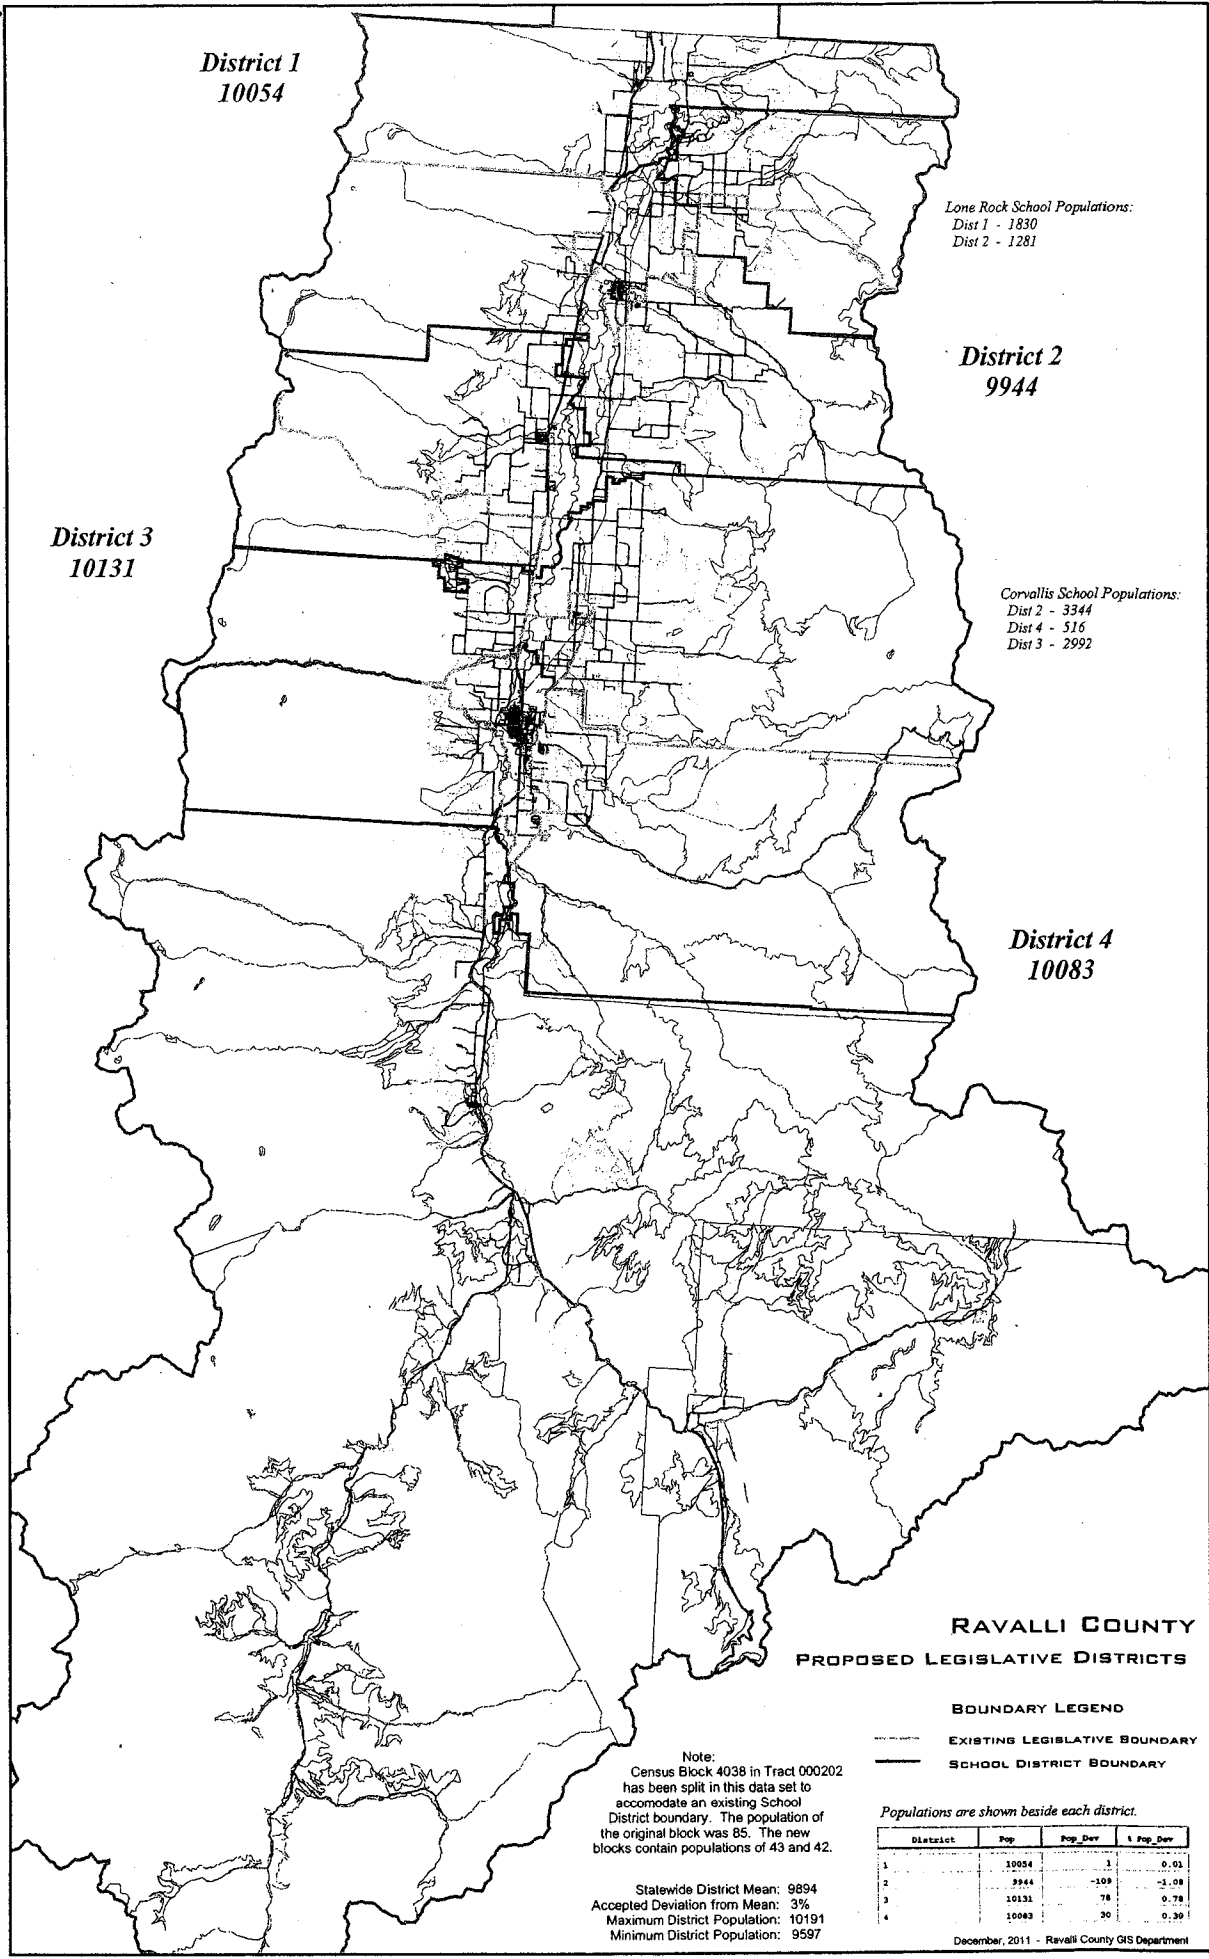 District 1
10054
Lone Rock School Populations:
Dist 1 - 1830
Dist 2 - 1281
District 2
9944
District 3
10131
Corvallis School Populations:
Dist 2 - 3344
Dist 4 - 516
Dist 3 - 2992
District 4
10083
RAVALLI COUNTY
PROPOSED LEGISLATIVE DISTRICTS
BOUNDARY LEGEND
EXISTING LEGISLATIVE BOUNDARY
SCHOOL DISTRICT BOUNDARY
Note:
Census Block 4038 in Tract 000202
has been split in this data set to
accomodate an existing School
District boundary. The population of
the original block was 85. The new
blocks contain populations of 43 and 42.
Statewide District Mean: 9894
Accepted Deviation from Mean: 3%
Maximum District Population: 10191
Minimum District Population: 9597
Populations are shown beside each district.
District Pop Pop_Dev % Pop_Dev
1 10054 1 0.01
2 9944 -109 -1.08
3 10131 78 0.78
4 10083 30 0.30
December, 2011 - Ravalli County GIS Department